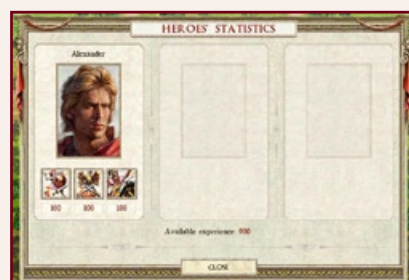 HEROES' STATISTICS
Alexander
100 100 100
Available experience: 900
CLOSE